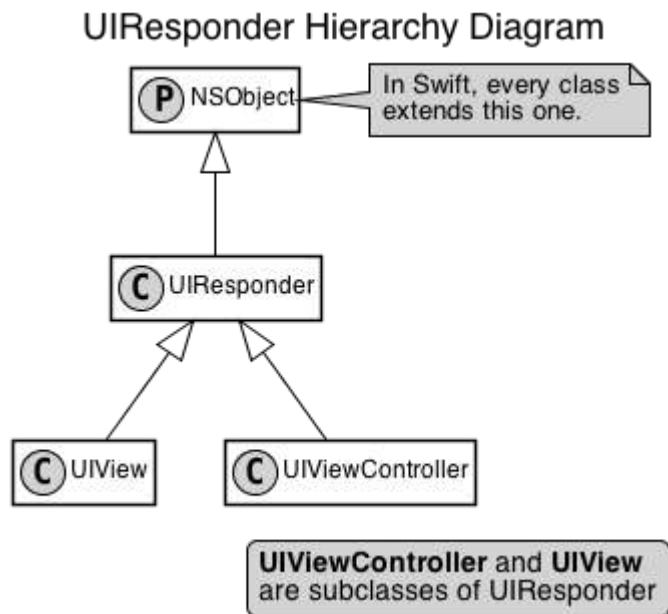 UIResponder Hierarchy Diagram
P NSObject
In Swift, every class
extends this one.
C UIResponder
C UIView
C UIViewController
UIViewController and UIView
are subclasses of UIResponder